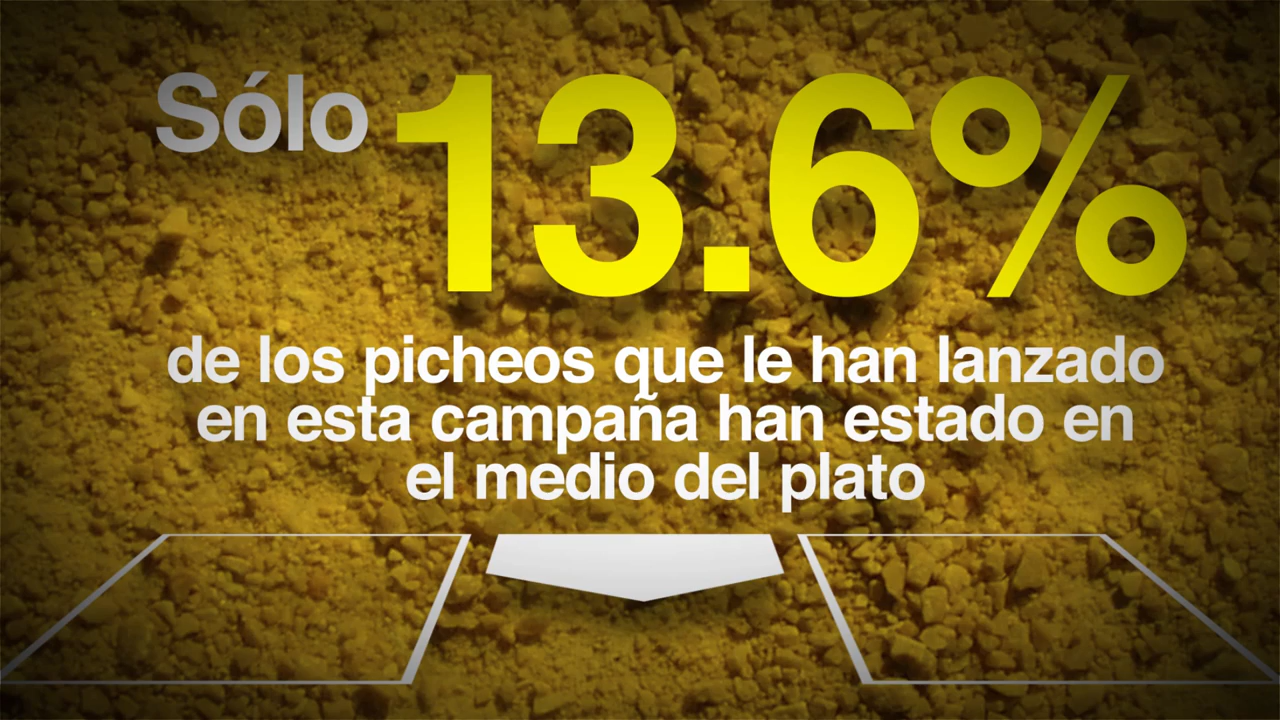 Sólo 13.6%
de los picheos que le han lanzado
en esta campaña han estado en
el medio del plato